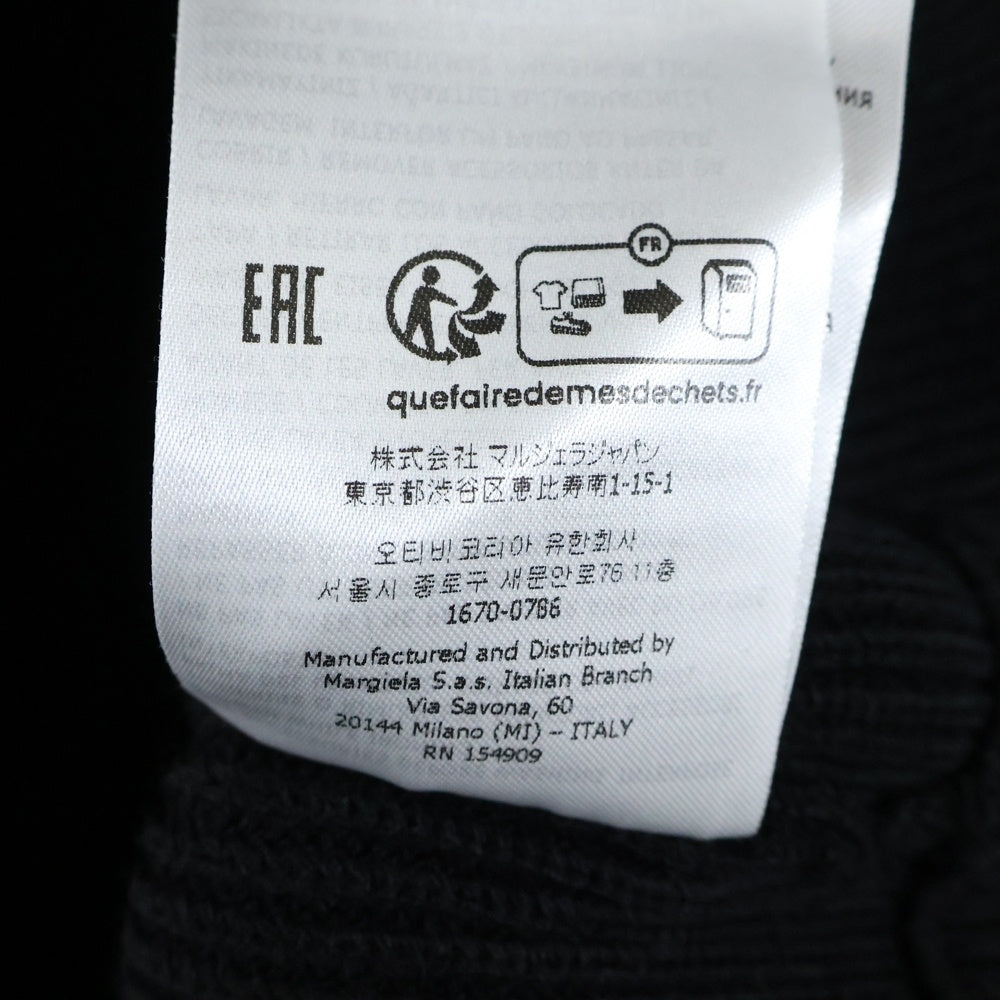 EAC
FR
quefairedemesdechets.fr
株式会社 マルジェラジャパン
東京都渋谷区恵比寿南1-15-1
오티비코리아 유한회사
서울시 종로구 새문안로76 11층
1670-0786
Manufactured and Distributed by
Margiela S.a.s. Italian Branch
Via Savona, 60
20144 Milano (MI) – ITALY
RN 154909